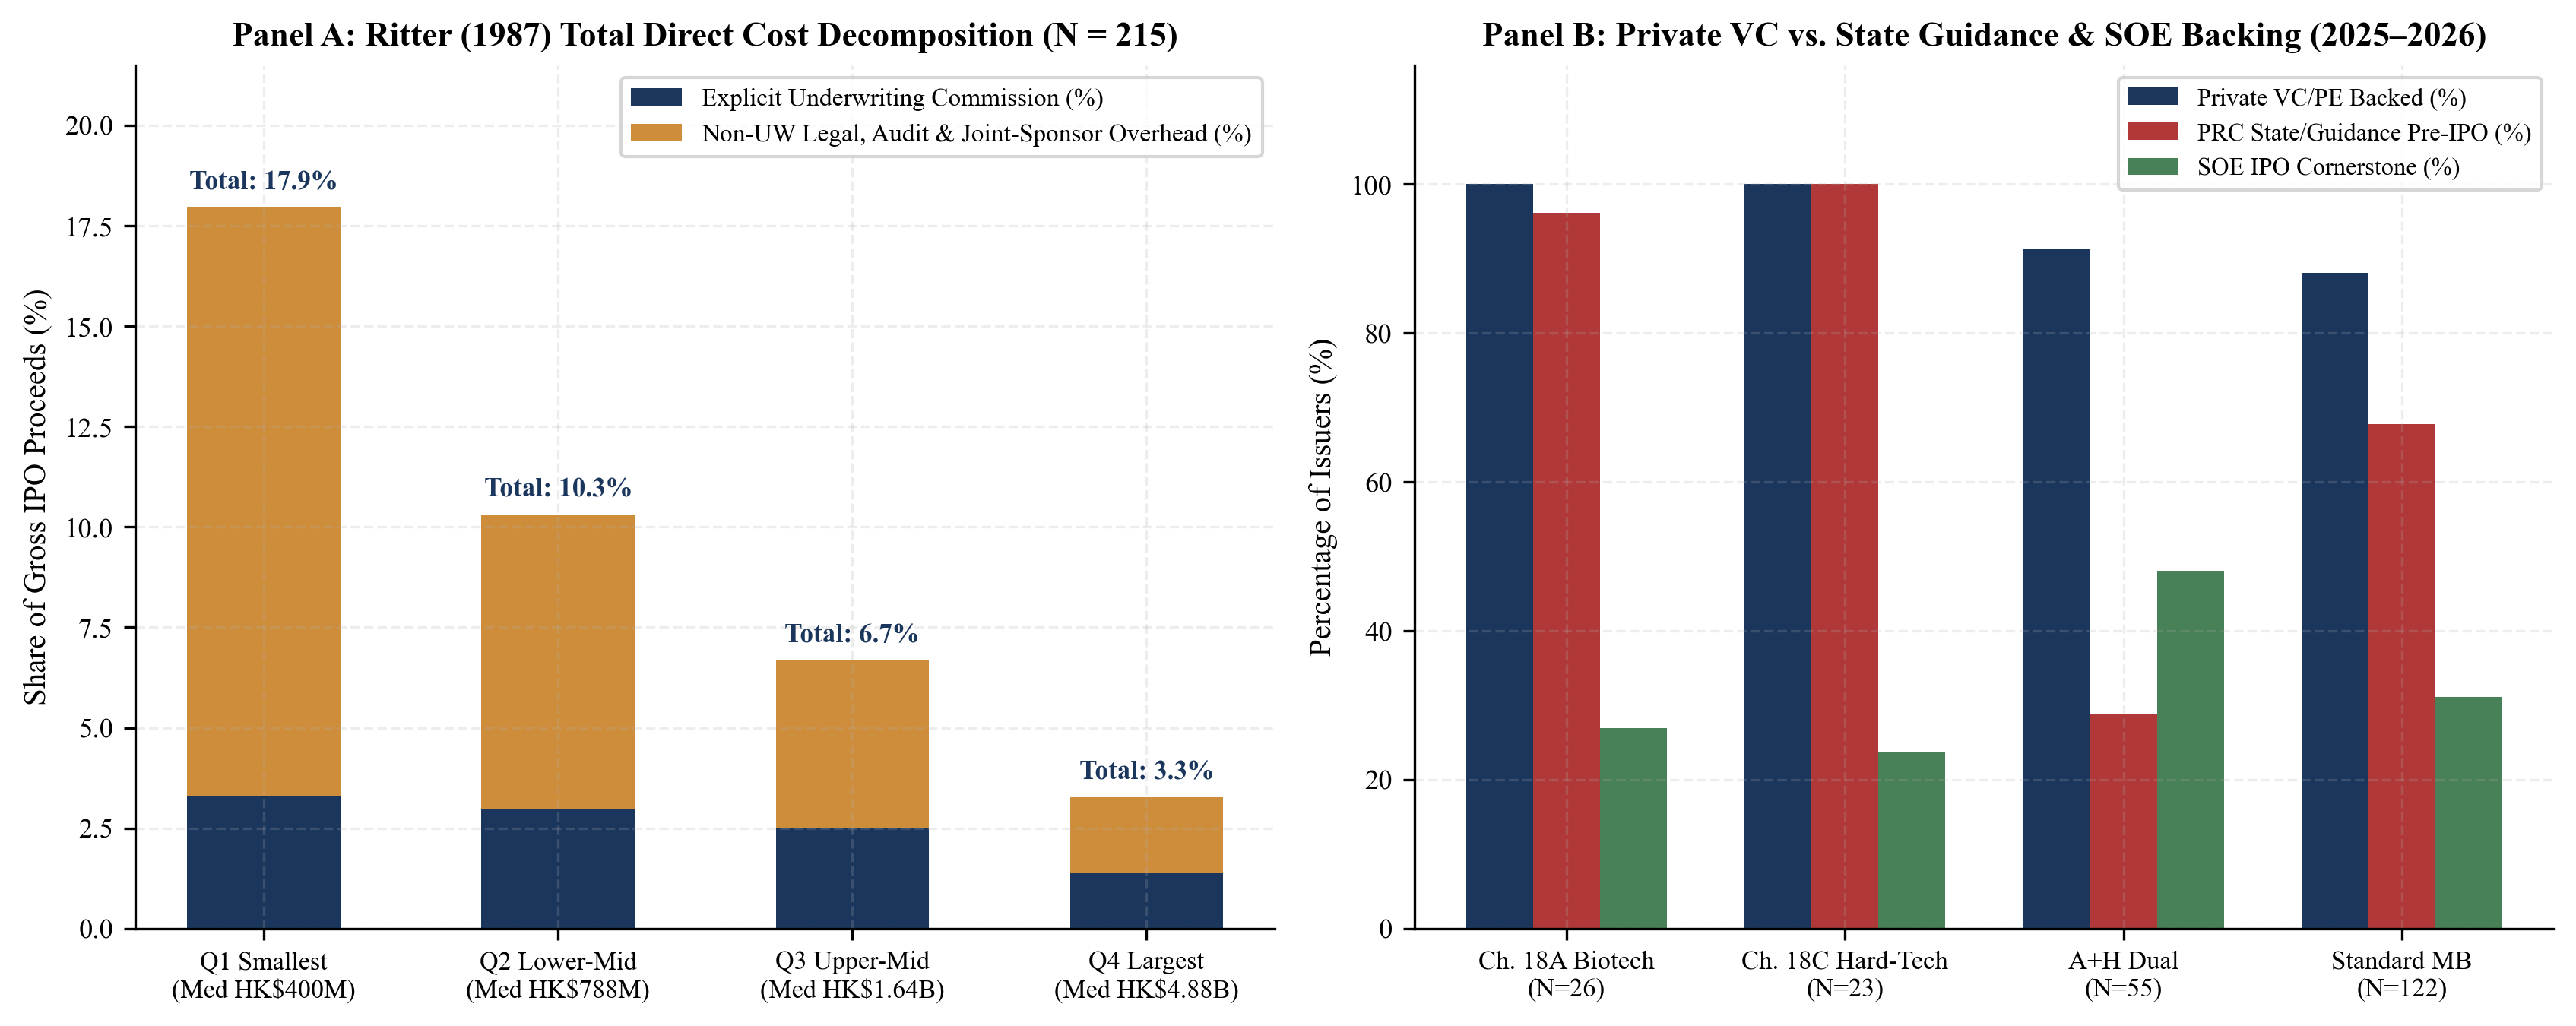 Panel A: Ritter (1987) Total Direct Cost Decomposition (N = 215)
Explicit Underwriting Commission (%)
Non-UW Legal, Audit & Joint-Sponsor Overhead (%)
Share of Gross IPO Proceeds (%)
20.0
17.5
15.0
12.5
10.0
7.5
5.0
2.5
0.0
Total: 17.9%
Total: 10.3%
Total: 6.7%
Total: 3.3%
Q1 Smallest
(Med HK$400M)
Q2 Lower-Mid
(Med HK$788M)
Q3 Upper-Mid
(Med HK$1.64B)
Q4 Largest
(Med HK$4.88B)
Panel B: Private VC vs. State Guidance & SOE Backing (2025–2026)
Private VC/PE Backed (%)
PRC State/Guidance Pre-IPO (%)
SOE IPO Cornerstone (%)
Percentage of Issuers (%)
100
80
60
40
20
0
Ch. 18A Biotech
(N=26)
Ch. 18C Hard-Tech
(N=23)
A+H Dual
(N=55)
Standard MB
(N=122)